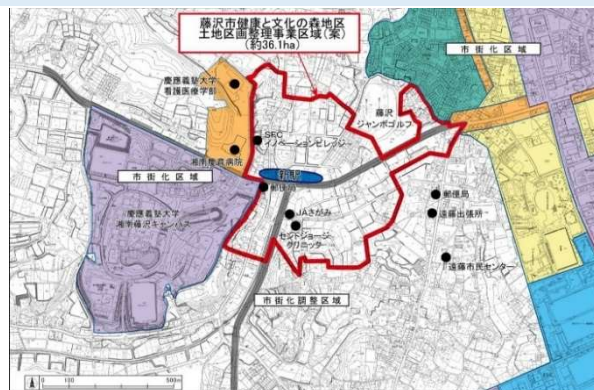 藤沢市健康と文化の森地区
土地区画整理事業区域(案)
(約36.1ha)
市街化区域
慶應義塾大学
看護医療学部
藤沢
ジャンボゴルフ
SFC
イノベーションビレッジ
湘南慶育病院
市街化区域
新駅
郵便局
郵便局
慶應義塾大学
湘南藤沢キャンパス
JAさがみ
遠藤出張所
セントジョージ
クリニック
遠藤市民センター
市街化調整区域
0
100
500m